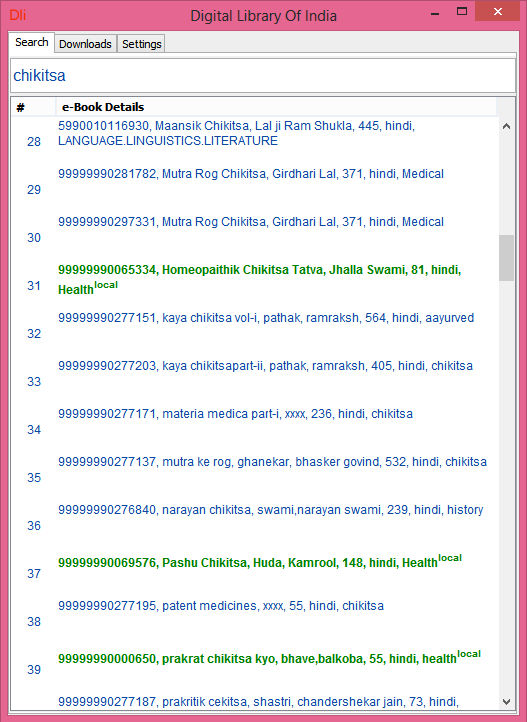 Dli Digital Library Of India
Search Downloads Settings
chikitsa
# e-Book Details
28 5990010116930, Maansik Chikitsa, Lal ji Ram Shukla, 445, hindi,
LANGUAGE.LINGUISTICS.LITERATURE
29 99999990281782, Mutra Rog Chikitsa, Girdhari Lal, 371, hindi, Medical
30 99999990297331, Mutra Rog Chikitsa, Girdhari Lal, 371, hindi, Medical
31 99999990065334, Homeopaithik Chikitsa Tatva, Jhalla Swami, 81, hindi,
Health local
32 99999990277151, kaya chikitsa vol-i, pathak, ramraksh, 564, hindi, aayurved
33 99999990277203, kaya chikitsapart-ii, pathak, ramraksh, 405, hindi, chikitsa
34 99999990277171, materia medica part-i, xxxx, 236, hindi, chikitsa
35 99999990277137, mutra ke rog, ghanekar, bhasker govind, 532, hindi, chikitsa
36 99999990276840, narayan chikitsa, swami,narayan swami, 239, hindi, history
37 99999990069576, Pashu Chikitsa, Huda, Kamrool, 148, hindi, Health local
38 99999990277195, patent medicines, xxxx, 55, hindi, chikitsa
39 99999990000650, prakrat chikitsa kyo, bhave,balkoba, 55, hindi, health local
99999990277187, prakritik cekitsa, shastri, chandershekar jain, 73, hindi,